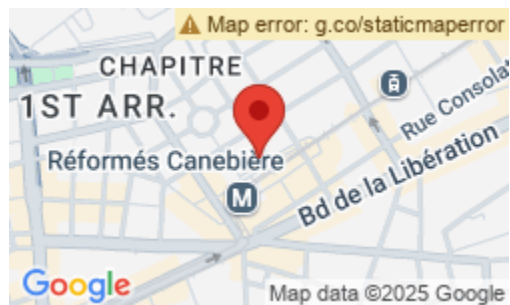 ⚠ Map error: g.co/staticmaperror
CHAPITRE
1ST ARR.
Rue Consolat
Réformés Canebière
M
Bd de la Libération
Google
Map data ©2025 Google